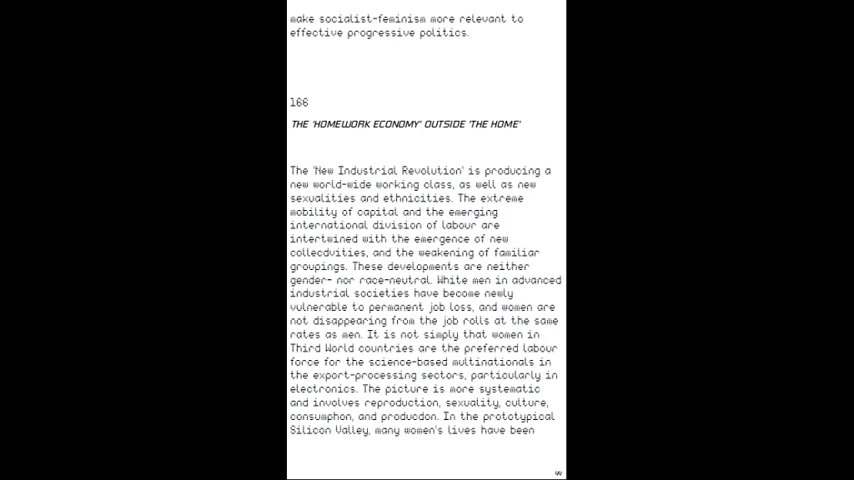 make socialist-feminism more relevant to
effective progressive politics.
166
THE 'HOMEWORK ECONOMY' OUTSIDE 'THE HOME'
The 'New Industrial Revolution' is producing a
new world-wide working class, as well as new
sexualities and ethnicities. The extreme
mobility of capital and the emerging
international division of labour are
intertwined with the emergence of new
collecdvities, and the weakening of familiar
groupings. These developments are neither
gender- nor race-neutral. White men in advanced
industrial societies have become newly
vulnerable to permanent job loss, and women are
not disappearing from the job rolls at the same
rates as men. It is not simply that women in
Third World countries are the preferred labour
force for the science-based multinationals in
the export-processing sectors, particularly in
electronics. The picture is more systematic
and involves reproduction, sexuality, culture,
consumphon, and producdon. In the prototypical
Silicon Valley, many women's lives have been